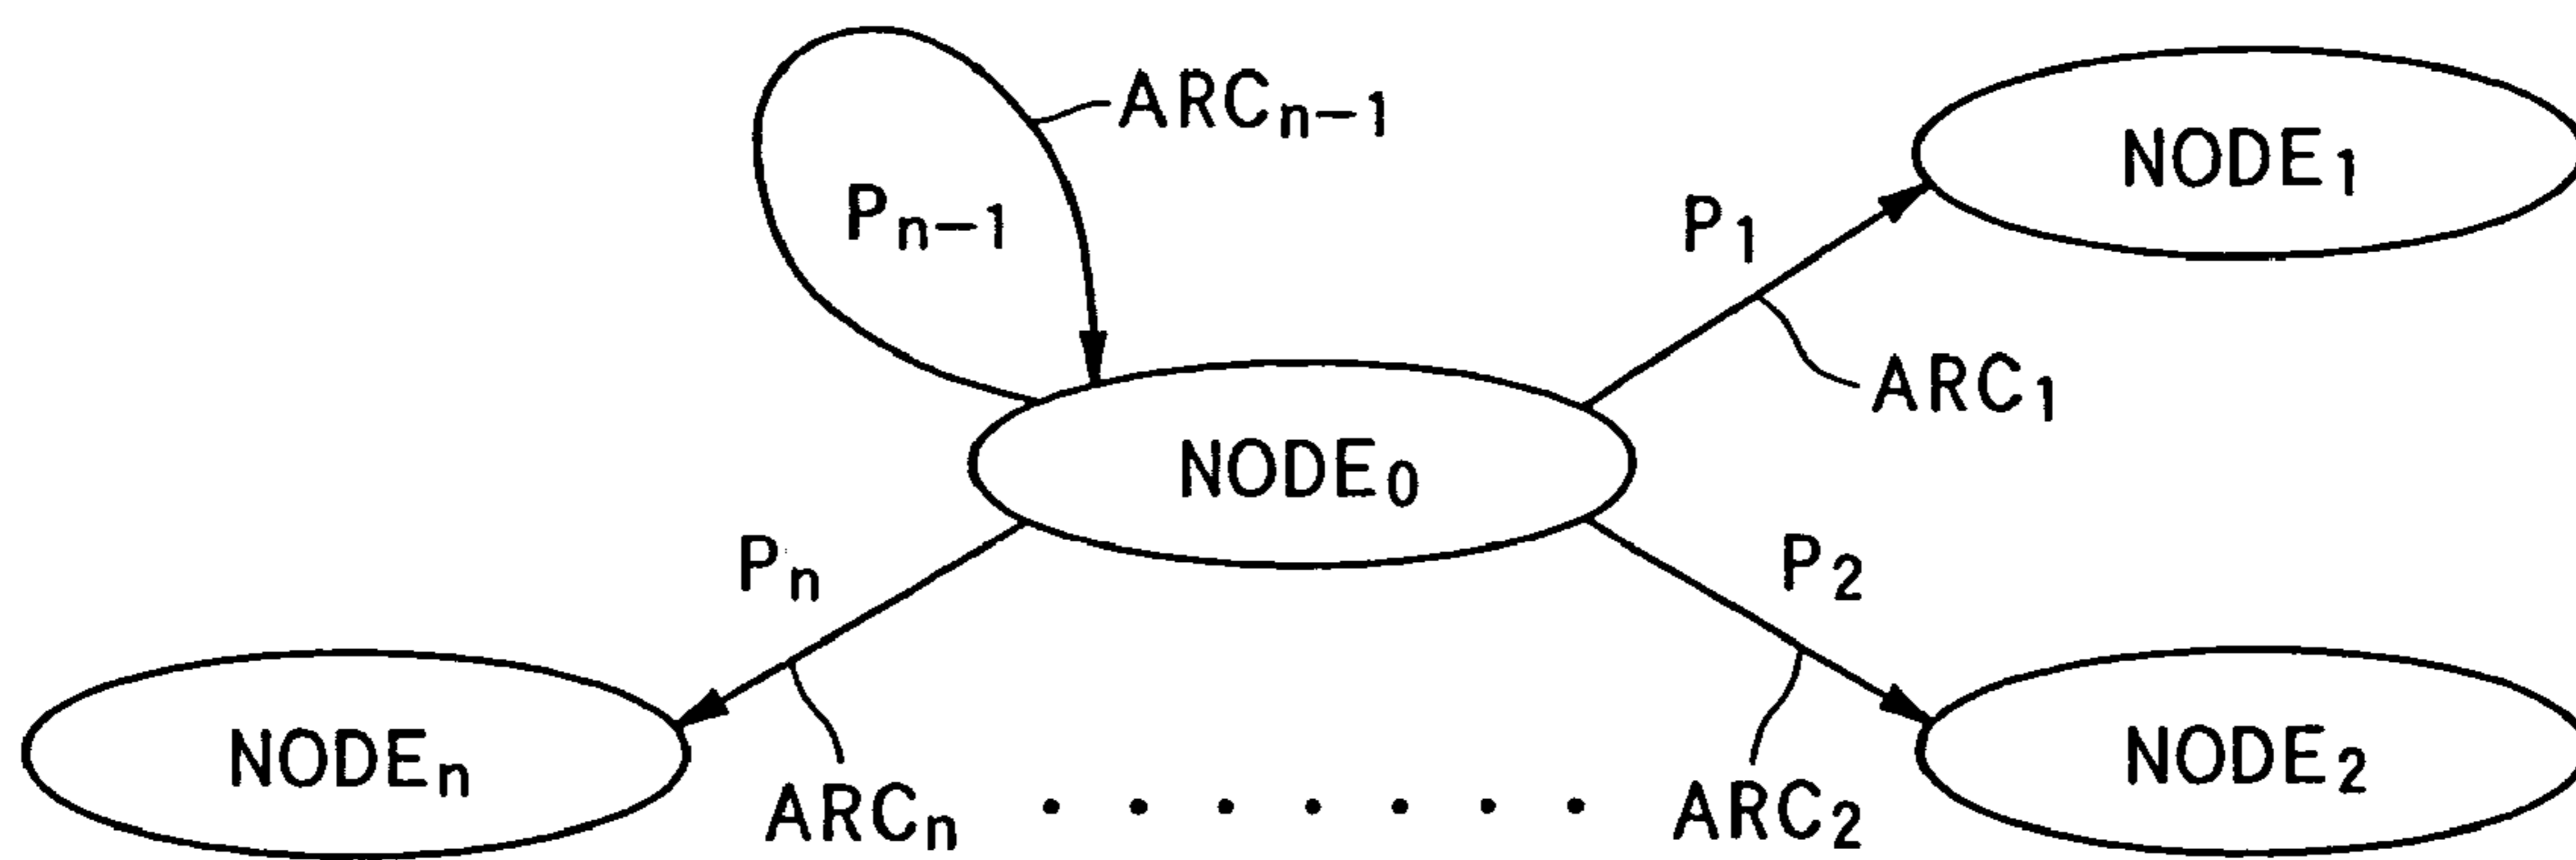 ARCn−1
Pn−1
NODE1
P1
ARC1
NODE0
Pn
P2
NODEn
NODE2
ARCn ....... ARC2